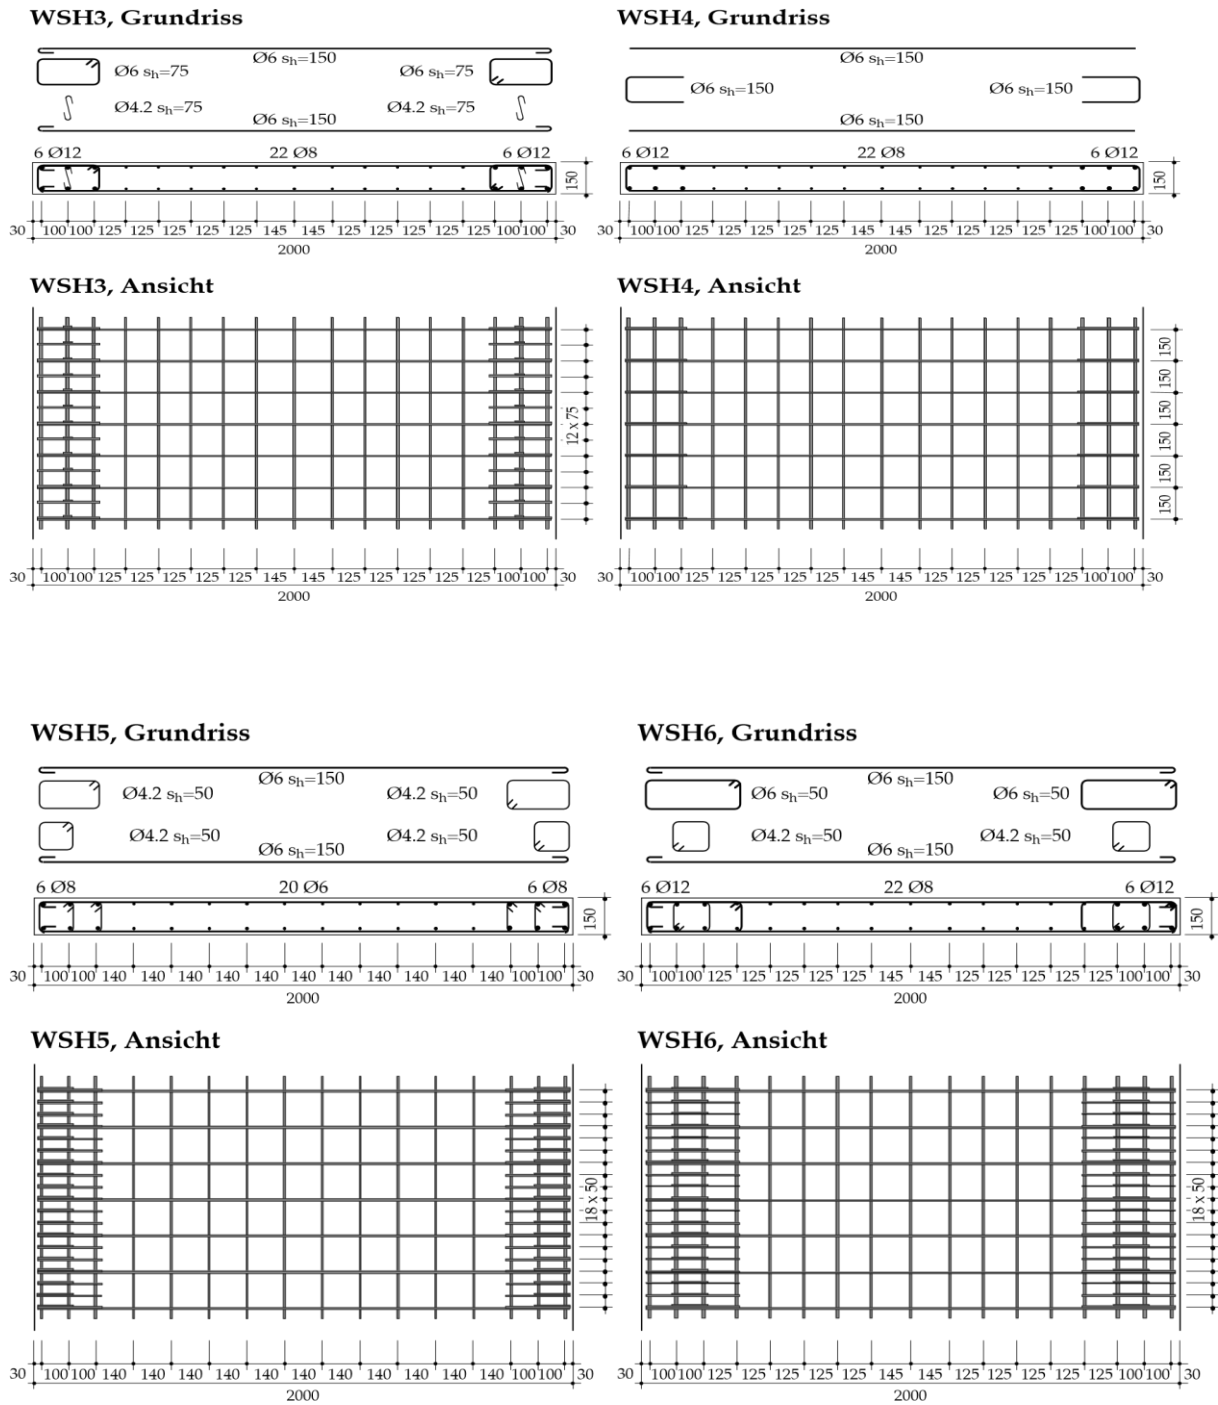 WSH3, Grundriss
Ø6 sh=150
Ø6 sh=75 Ø6 sh=75
Ø4.2 sh=75 Ø4.2 sh=75
Ø6 sh=150
6 Ø12 22 Ø8 6 Ø12
150
30 100 100 125 125 125 125 125 145 145 125 125 125 125 125 100 100 30
2000
WSH4, Grundriss
Ø6 sh=150
Ø6 sh=150 Ø6 sh=150
Ø6 sh=150
6 Ø12 22 Ø8 6 Ø12
150
30 100 100 125 125 125 125 125 145 145 125 125 125 125 125 100 100 30
2000
WSH3, Ansicht
12 x 75
30 100 100 125 125 125 125 125 145 145 125 125 125 125 125 100 100 30
2000
WSH4, Ansicht
150
150
150
150
150
150
30 100 100 125 125 125 125 125 145 145 125 125 125 125 125 100 100 30
2000
WSH5, Grundriss
Ø6 sh=150
Ø4.2 sh=50 Ø4.2 sh=50
Ø4.2 sh=50 Ø4.2 sh=50
Ø6 sh=150
6 Ø8 20 Ø6 6 Ø8
150
30 100 100 140 140 140 140 140 140 140 140 140 140 140 100 100 30
2000
WSH6, Grundriss
Ø6 sh=150
Ø6 sh=50 Ø6 sh=50
Ø4.2 sh=50 Ø4.2 sh=50
Ø6 sh=150
6 Ø12 22 Ø8 6 Ø12
150
30 100 100 125 125 125 125 125 145 145 125 125 125 125 125 100 100 30
2000
WSH5, Ansicht
18 x 50
30 100 100 140 140 140 140 140 140 140 140 140 140 140 100 100 30
2000
WSH6, Ansicht
18 x 50
30 100 100 125 125 125 125 125 145 145 125 125 125 125 125 100 100 30
2000